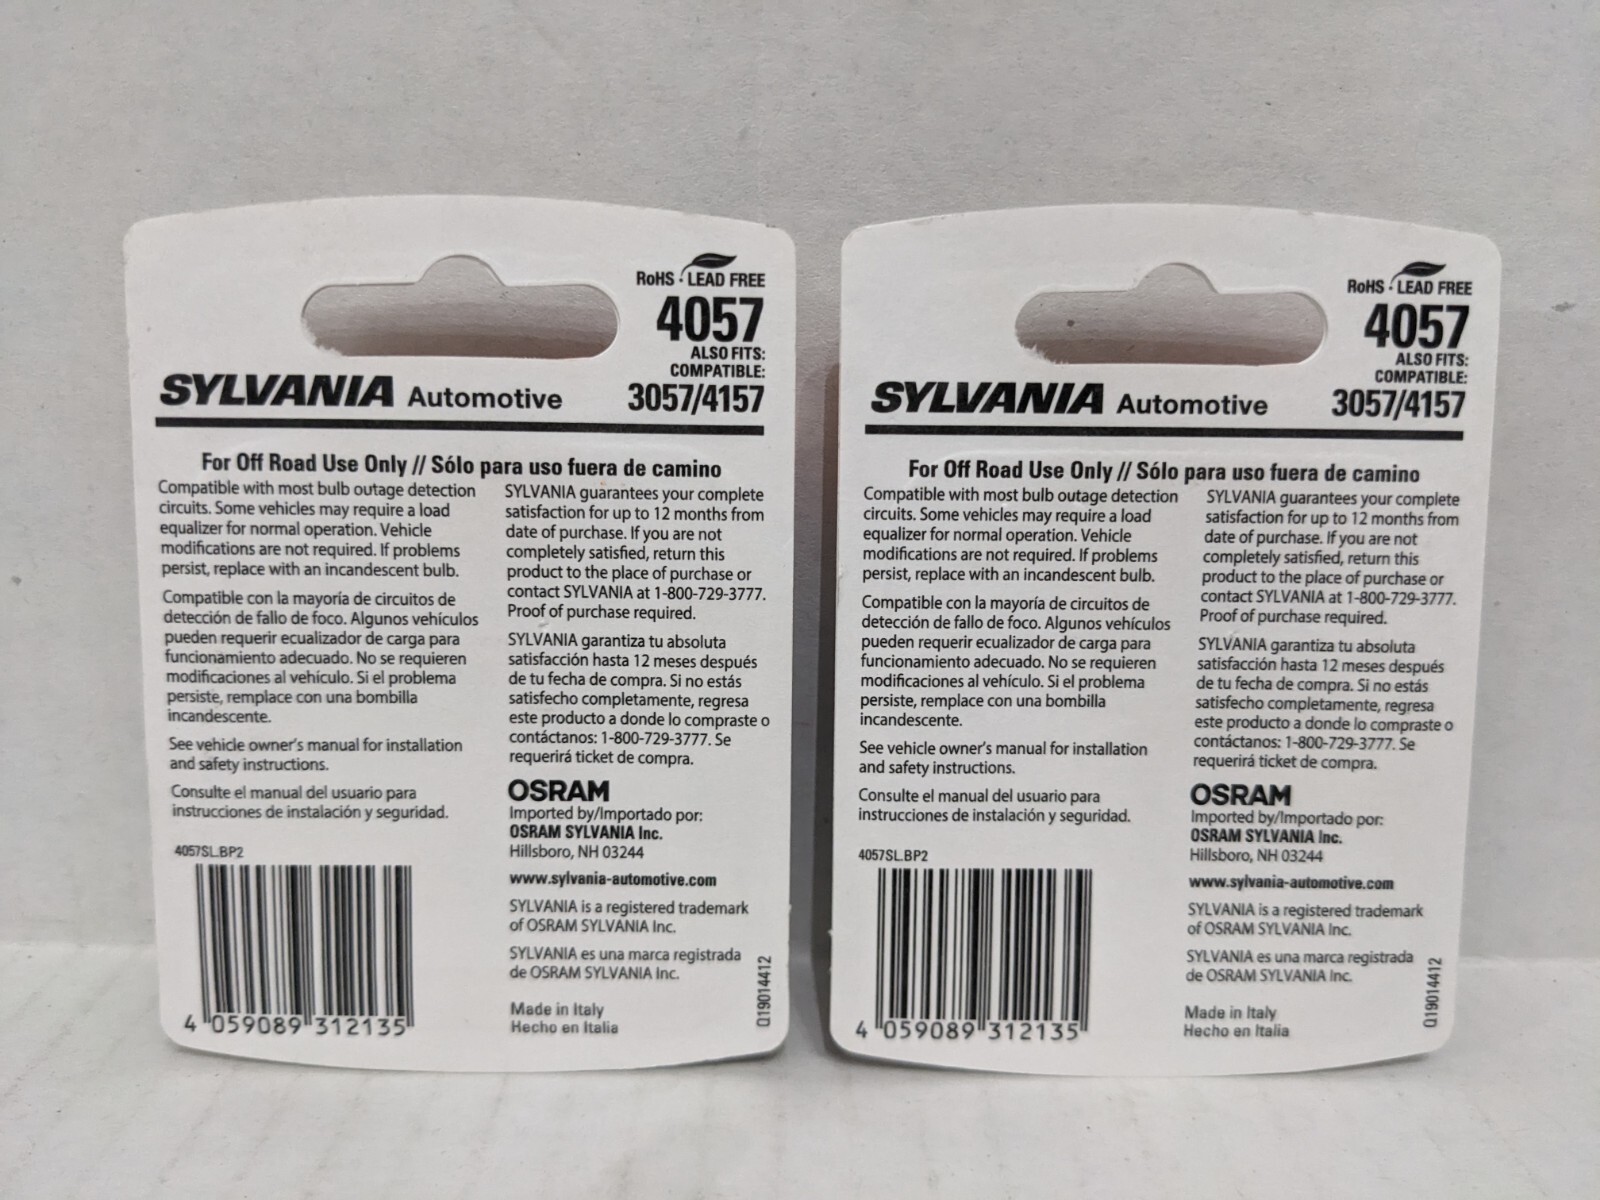 RoHS · LEAD FREE
4057
ALSO FITS:
COMPATIBLE:
3057/4157
SYLVANIA Automotive
For Off Road Use Only // Sólo para uso fuera de camino
Compatible with most bulb outage detection
circuits. Some vehicles may require a load
equalizer for normal operation. Vehicle
modifications are not required. If problems
persist, replace with an incandescent bulb.
Compatible con la mayoría de circuitos de
detección de fallo de foco. Algunos vehículos
pueden requerir ecualizador de carga para
funcionamiento adecuado. No se requieren
modificaciones al vehículo. Si el problema
persiste, remplace con una bombilla
incandescente.
See vehicle owner's manual for installation
and safety instructions.
Consulte el manual del usuario para
instrucciones de instalación y seguridad.
4057SL.BP2
4 059089 312135
SYLVANIA guarantees your complete
satisfaction for up to 12 months from
date of purchase. If you are not
completely satisfied, return this
product to the place of purchase or
contact SYLVANIA at 1-800-729-3777.
Proof of purchase required.
SYLVANIA garantiza tu absoluta
satisfacción hasta 12 meses después
de tu fecha de compra. Si no estás
satisfecho completamente, regresa
este producto a donde lo compraste o
contáctanos: 1-800-729-3777. Se
requerirá ticket de compra.
OSRAM
Imported by/Importado por:
OSRAM SYLVANIA Inc.
Hillsboro, NH 03244
www.sylvania-automotive.com
SYLVANIA is a registered trademark
of OSRAM SYLVANIA Inc.
SYLVANIA es una marca registrada
de OSRAM SYLVANIA Inc.
Made in Italy
Hecho en Italia
Q19014412
RoHS · LEAD FREE
4057
ALSO FITS:
COMPATIBLE:
3057/4157
SYLVANIA Automotive
For Off Road Use Only // Sólo para uso fuera de camino
Compatible with most bulb outage detection
circuits. Some vehicles may require a load
equalizer for normal operation. Vehicle
modifications are not required. If problems
persist, replace with an incandescent bulb.
Compatible con la mayoría de circuitos de
detección de fallo de foco. Algunos vehículos
pueden requerir ecualizador de carga para
funcionamiento adecuado. No se requieren
modificaciones al vehículo. Si el problema
persiste, remplace con una bombilla
incandescente.
See vehicle owner's manual for installation
and safety instructions.
Consulte el manual del usuario para
instrucciones de instalación y seguridad.
4057SL.BP2
4 059089 312135
SYLVANIA guarantees your complete
satisfaction for up to 12 months from
date of purchase. If you are not
completely satisfied, return this
product to the place of purchase or
contact SYLVANIA at 1-800-729-3777.
Proof of purchase required.
SYLVANIA garantiza tu absoluta
satisfacción hasta 12 meses después
de tu fecha de compra. Si no estás
satisfecho completamente, regresa
este producto a donde lo compraste o
contáctanos: 1-800-729-3777. Se
requerirá ticket de compra.
OSRAM
Imported by/Importado por:
OSRAM SYLVANIA Inc.
Hillsboro, NH 03244
www.sylvania-automotive.com
SYLVANIA is a registered trademark
of OSRAM SYLVANIA Inc.
SYLVANIA es una marca registrada
de OSRAM SYLVANIA Inc.
Made in Italy
Hecho en Italia
Q19014412